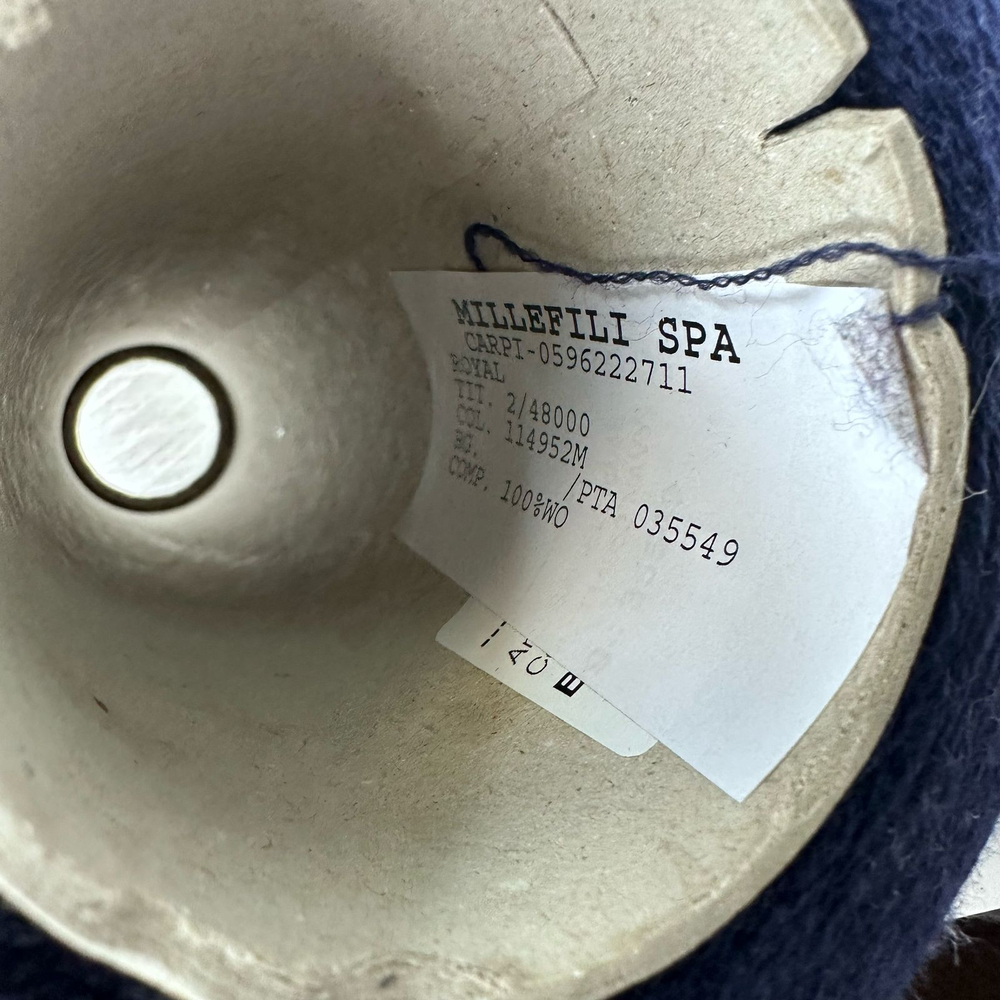 MILLEFILI SPA
CARPI-0596222711
ROYAL
TIT. 2/48000
COL. 114952M
BG. /PTA 035549
COMP. 100%WO
E